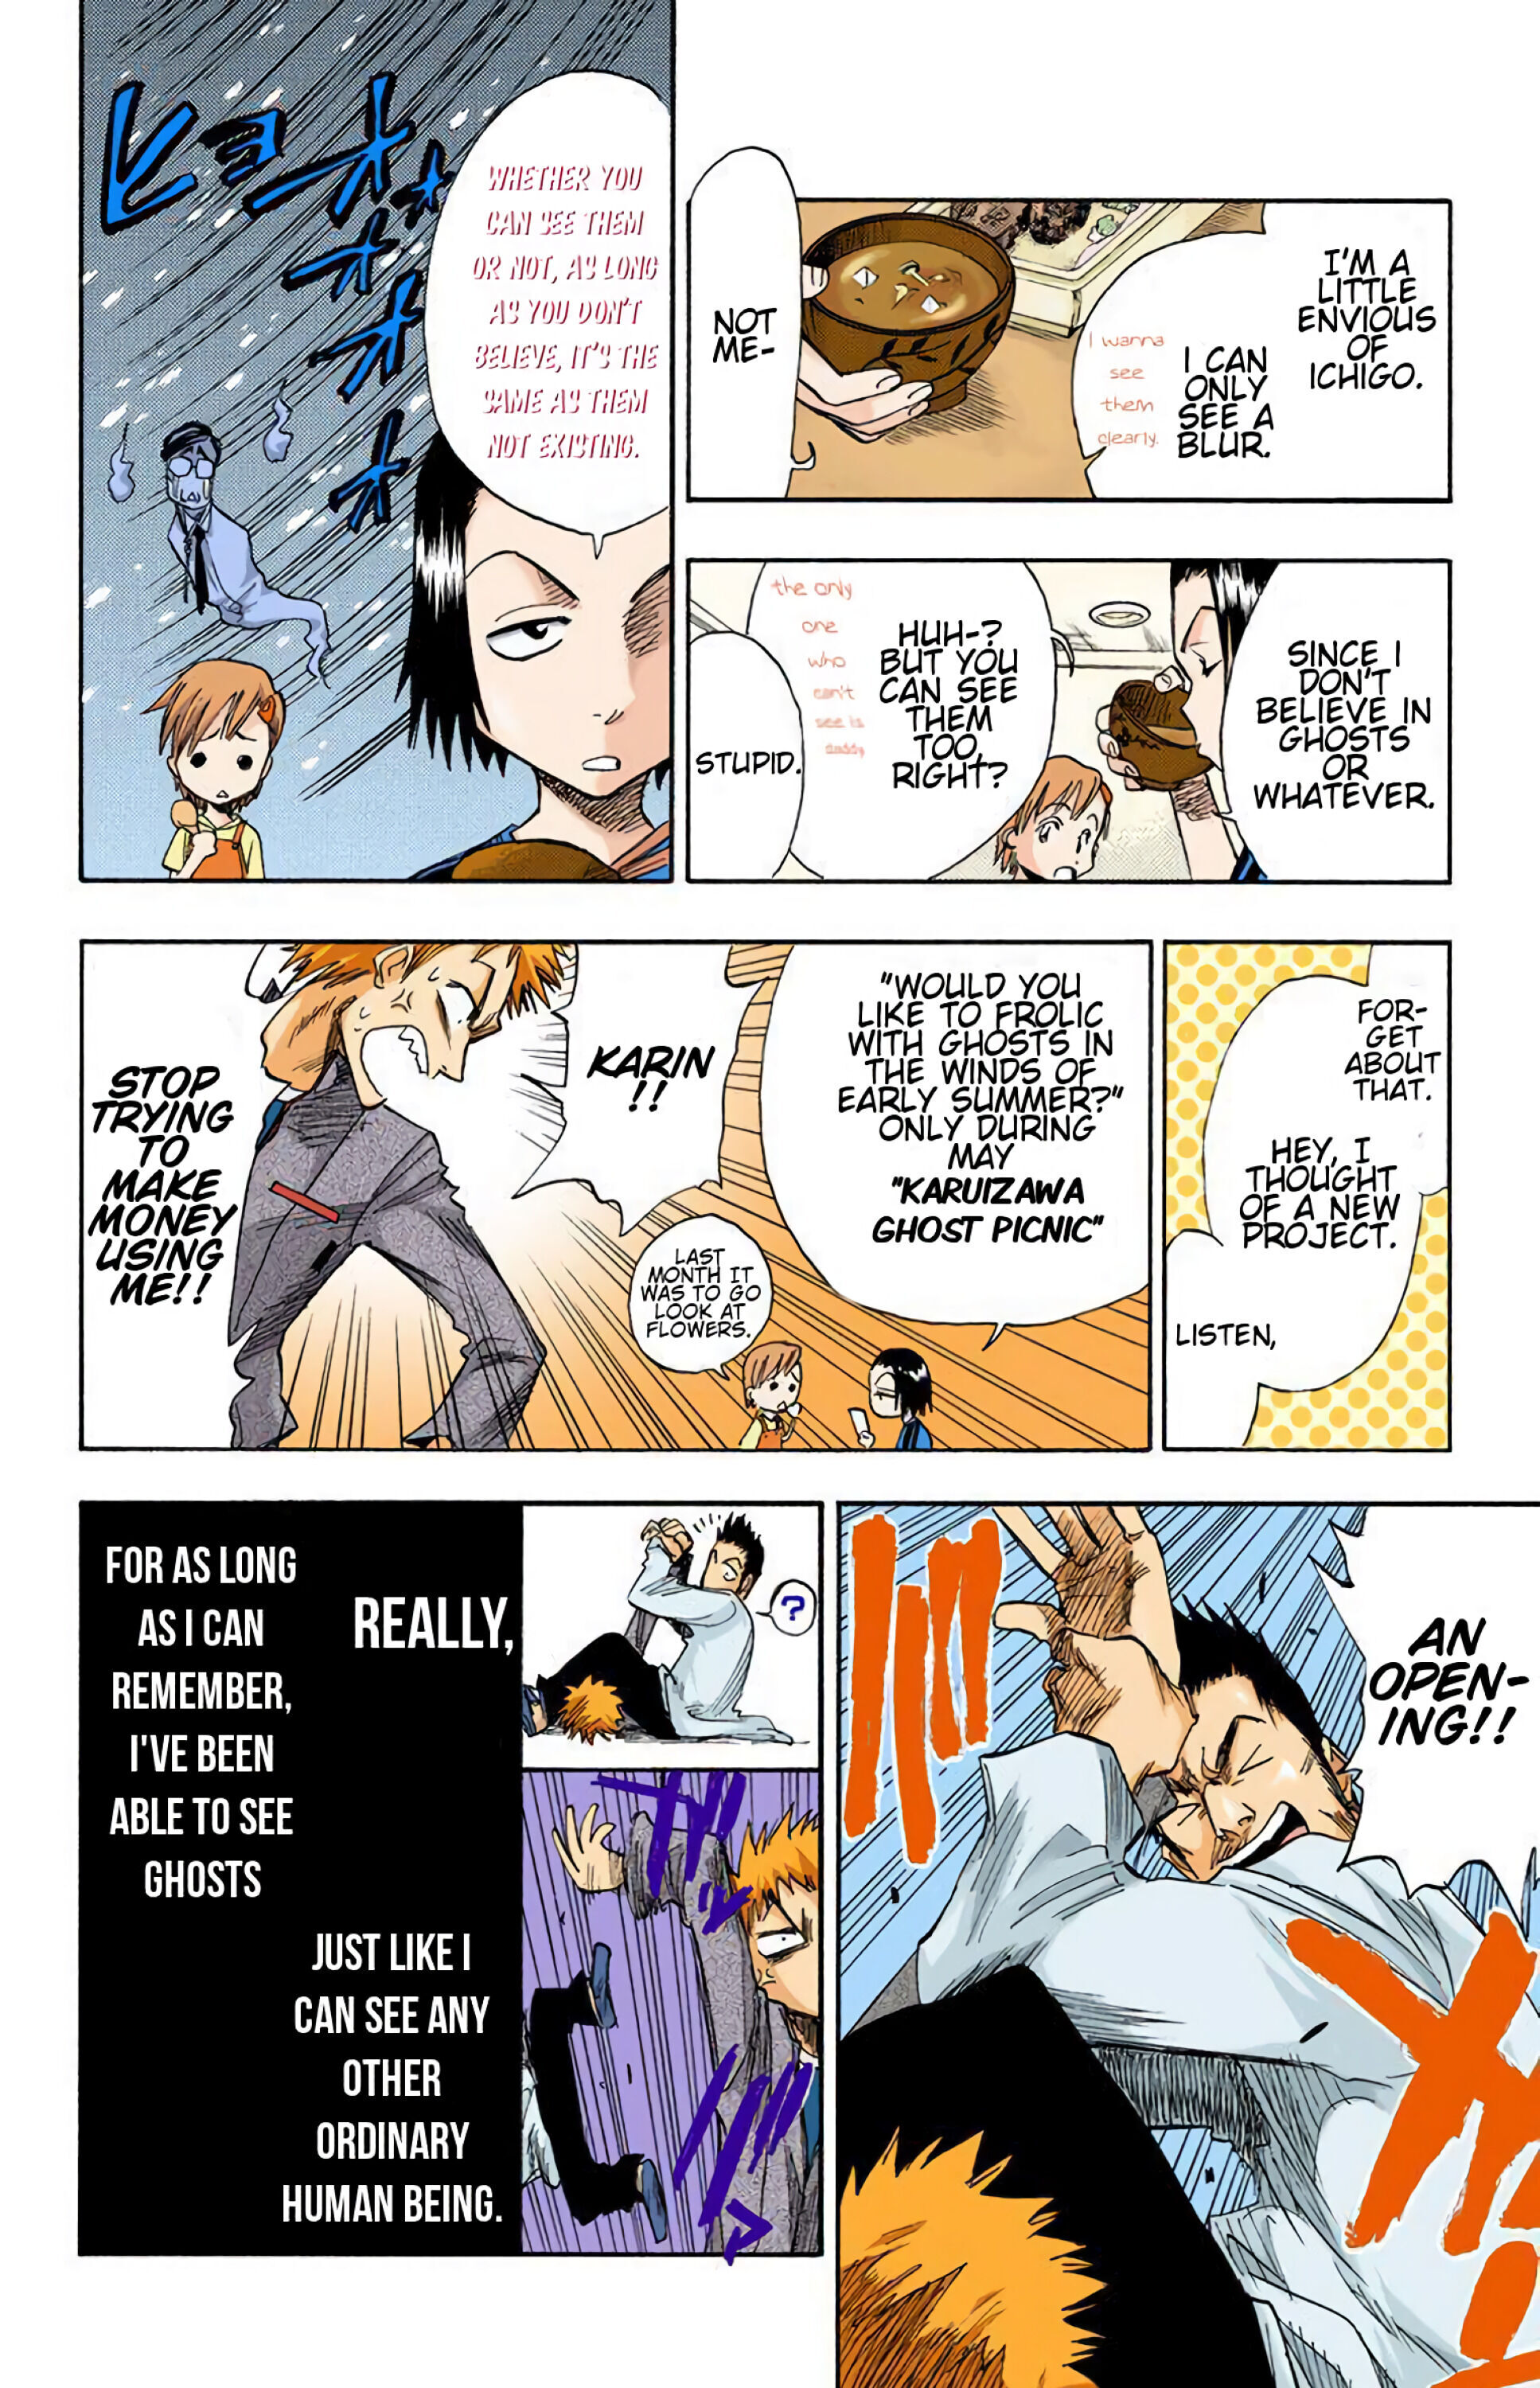 I'M A
LITTLE
ENVIOUS
OF
ICHIGO.
I CAN
ONLY
SEE A
BLUR.
I wanna
see
them
clearly.
NOT
ME-
SINCE I
DON'T
BELIEVE IN
GHOSTS
OR
WHATEVER.
HUH-?
BUT YOU
CAN SEE
THEM
TOO,
RIGHT?
the only
one
who
can't
see is
daddy
STUPID.
WHETHER YOU
CAN SEE THEM
OR NOT, AS LONG
AS YOU DON'T
BELIEVE, IT'S THE
SAME AS THEM
NOT EXISTING.
ヒョオオオオオ
FOR-
GET
ABOUT
THAT.
HEY, I
THOUGHT
OF A NEW
PROJECT.
LISTEN,
"WOULD YOU
LIKE TO FROLIC
WITH GHOSTS IN
THE WINDS OF
EARLY SUMMER?"
ONLY DURING
MAY
"KARUIZAWA
GHOST PICNIC"
LAST
MONTH IT
WAS TO GO
LOOK AT
FLOWERS.
KARIN
!!
STOP
TRYING
TO
MAKE
MONEY
USING
ME!!
AN
OPEN-
ING!!
?
REALLY,
FOR AS LONG
AS I CAN
REMEMBER,
I'VE BEEN
ABLE TO SEE
GHOSTS
JUST LIKE I
CAN SEE ANY
OTHER
ORDINARY
HUMAN BEING.